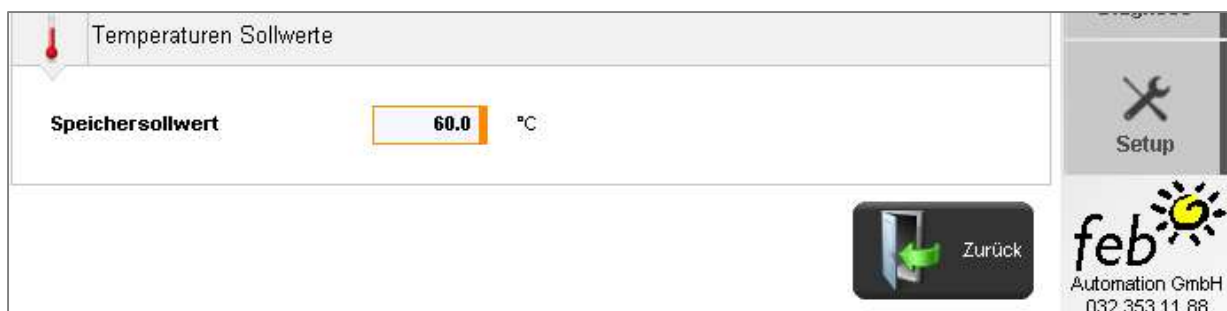 Temperaturen Sollwerte
Speichersollwert 60.0 °C
Setup
Zurück
feb
Automation GmbH
032 353 11 88